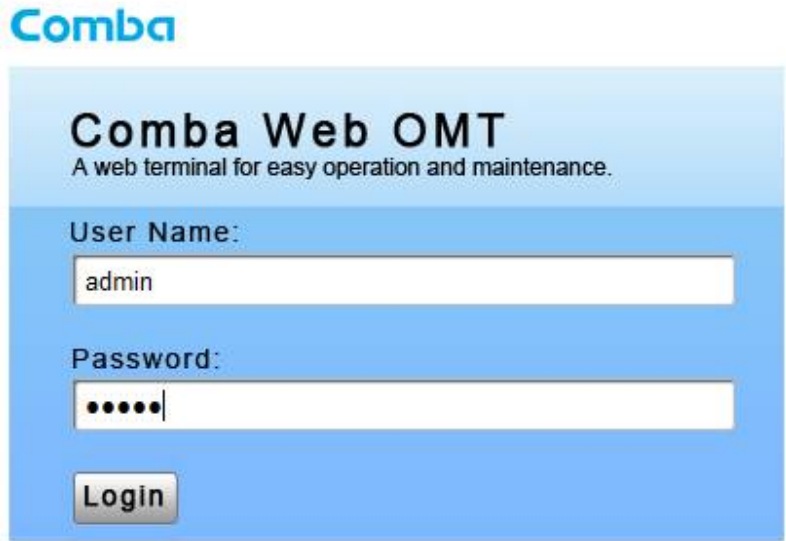 Comba
Comba Web OMT
A web terminal for easy operation and maintenance.
User Name:
admin
Password:
•••••
Login